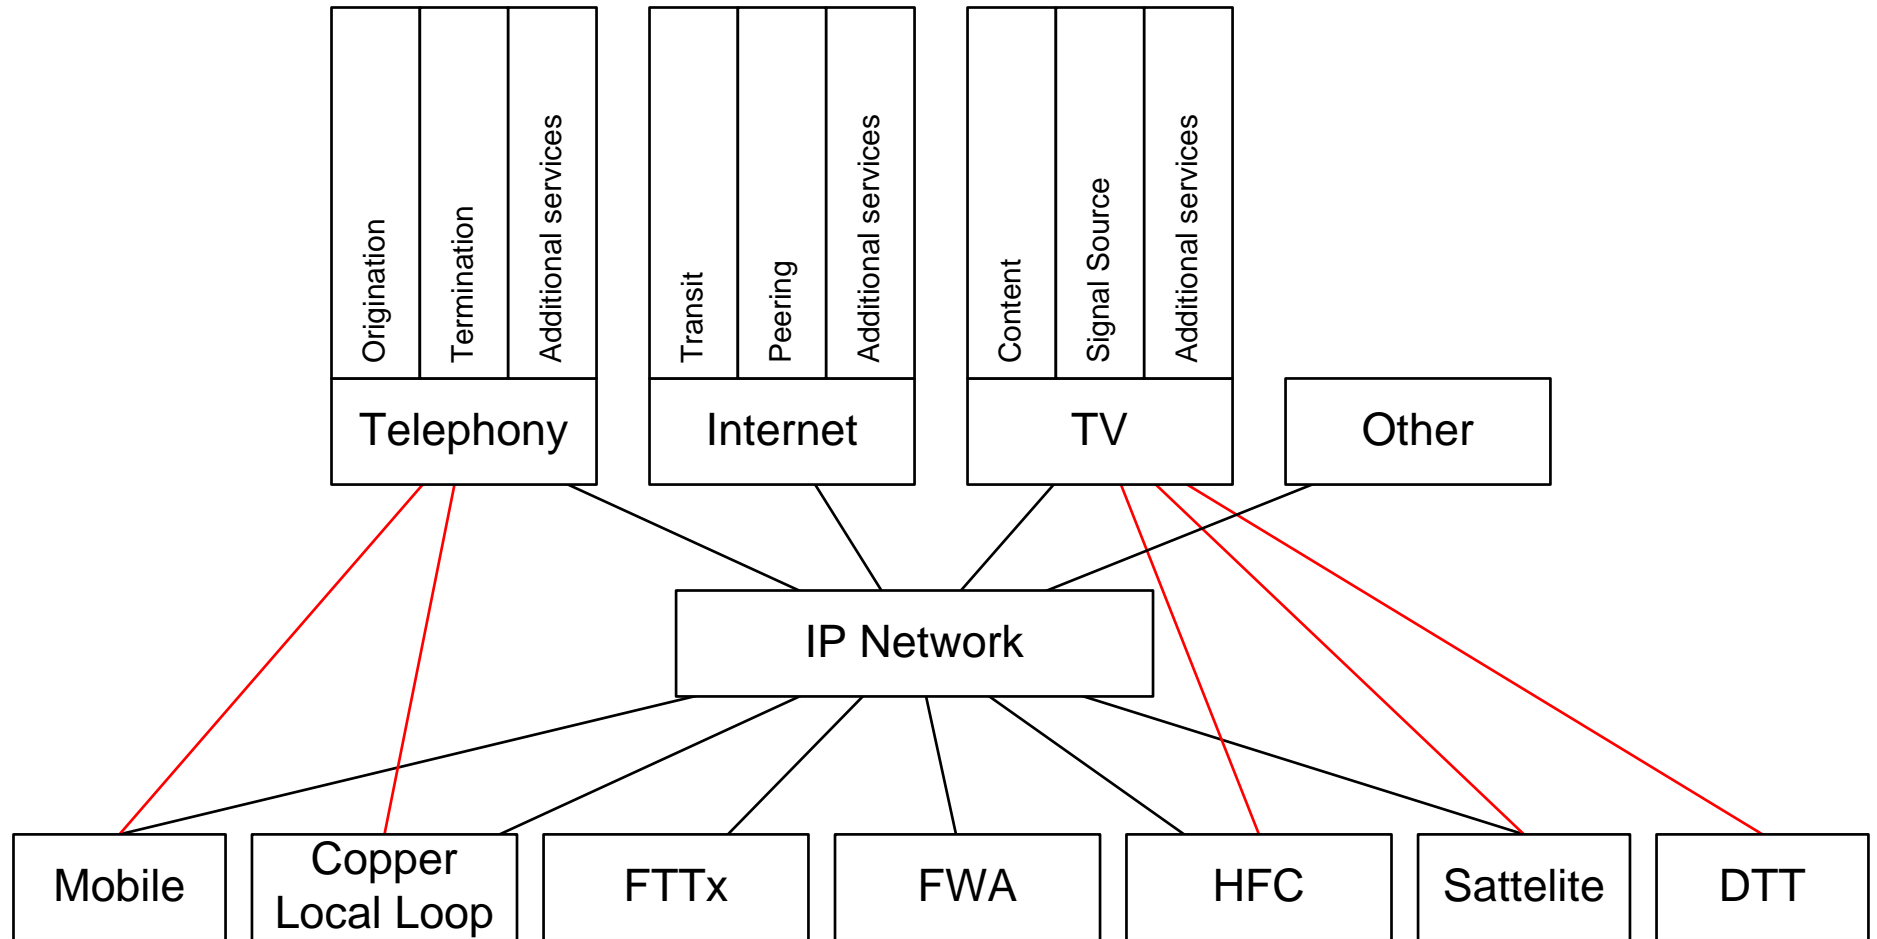 Origination
Termination
Additional services
Transit
Peering
Additional services
Content
Signal Source
Additional services
Telephony
Internet
TV
Other
IP Network
Mobile
Copper
Local Loop
FTTx
FWA
HFC
Sattelite
DTT